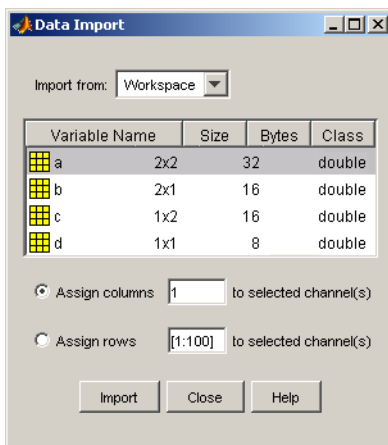 Data Import
Import from: Workspace
Variable Name Size Bytes Class
a 2x2 32 double
b 2x1 16 double
c 1x2 16 double
d 1x1 8 double
Assign columns 1 to selected channel(s)
Assign rows [1:100] to selected channel(s)
Import Close Help